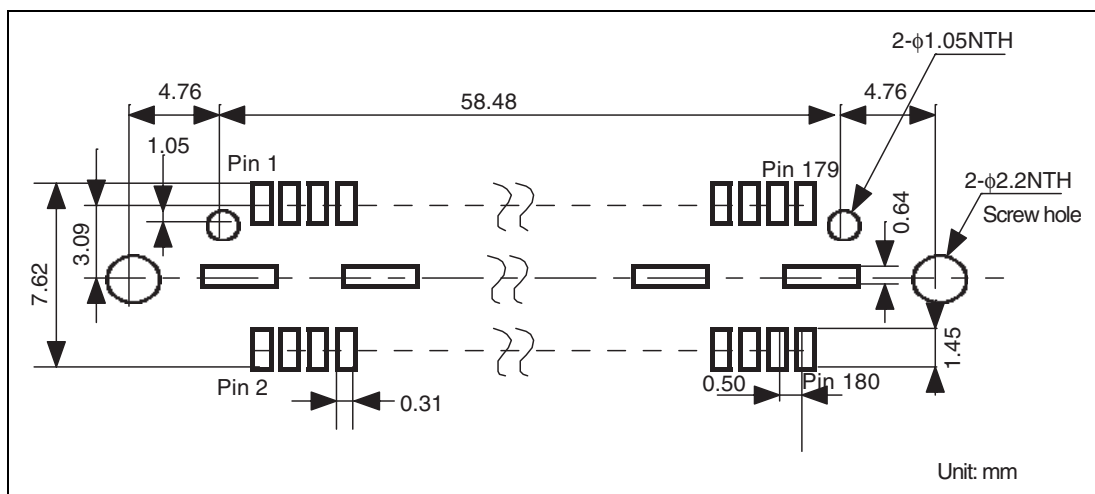 2-ϕ1.05NTH
4.76
58.48
4.76
1.05
Pin 1
Pin 179
2-ϕ2.2NTH
Screw hole
0.64
3.09
7.62
1.45
Pin 2
0.31
0.50
Pin 180
Unit: mm